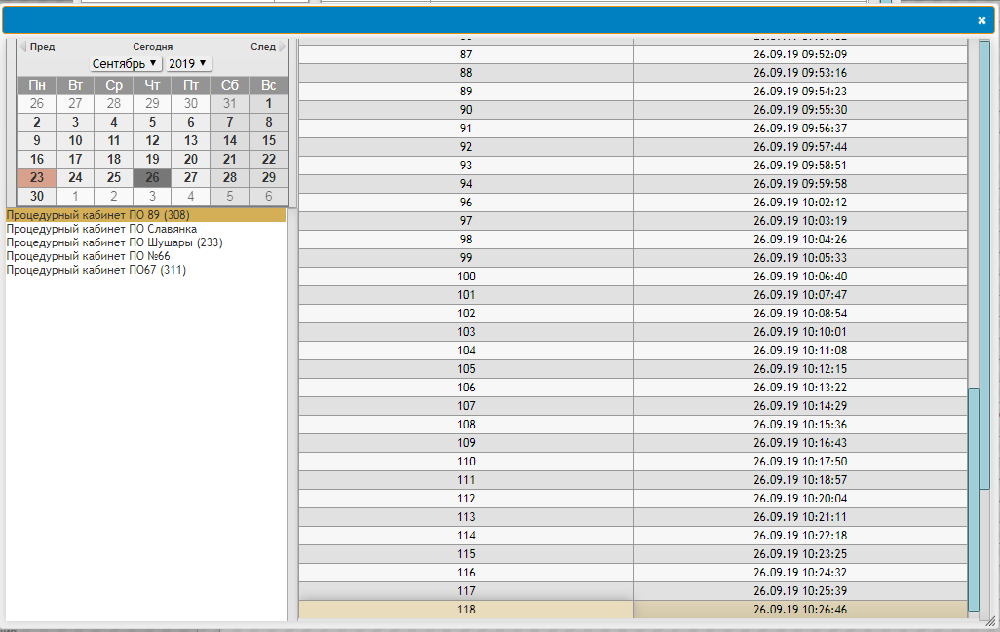 Пред Сегодня След
Сентябрь 2019
Пн Вт Ср Чт Пт Сб Вс
26 27 28 29 30 31 1
2 3 4 5 6 7 8
9 10 11 12 13 14 15
16 17 18 19 20 21 22
23 24 25 26 27 28 29
30 1 2 3 4 5 6
Процедурный кабинет ПО 89 (308)
Процедурный кабинет ПО Славянка
Процедурный кабинет ПО Шушары (233)
Процедурный кабинет ПО №66
Процедурный кабинет ПО67 (311)
87 26.09.19 09:52:09
88 26.09.19 09:53:16
89 26.09.19 09:54:23
90 26.09.19 09:55:30
91 26.09.19 09:56:37
92 26.09.19 09:57:44
93 26.09.19 09:58:51
94 26.09.19 09:59:58
96 26.09.19 10:02:12
97 26.09.19 10:03:19
98 26.09.19 10:04:26
99 26.09.19 10:05:33
100 26.09.19 10:06:40
101 26.09.19 10:07:47
102 26.09.19 10:08:54
103 26.09.19 10:10:01
104 26.09.19 10:11:08
105 26.09.19 10:12:15
106 26.09.19 10:13:22
107 26.09.19 10:14:29
108 26.09.19 10:15:36
109 26.09.19 10:16:43
110 26.09.19 10:17:50
111 26.09.19 10:18:57
112 26.09.19 10:20:04
113 26.09.19 10:21:11
114 26.09.19 10:22:18
115 26.09.19 10:23:25
116 26.09.19 10:24:32
117 26.09.19 10:25:39
118 26.09.19 10:26:46